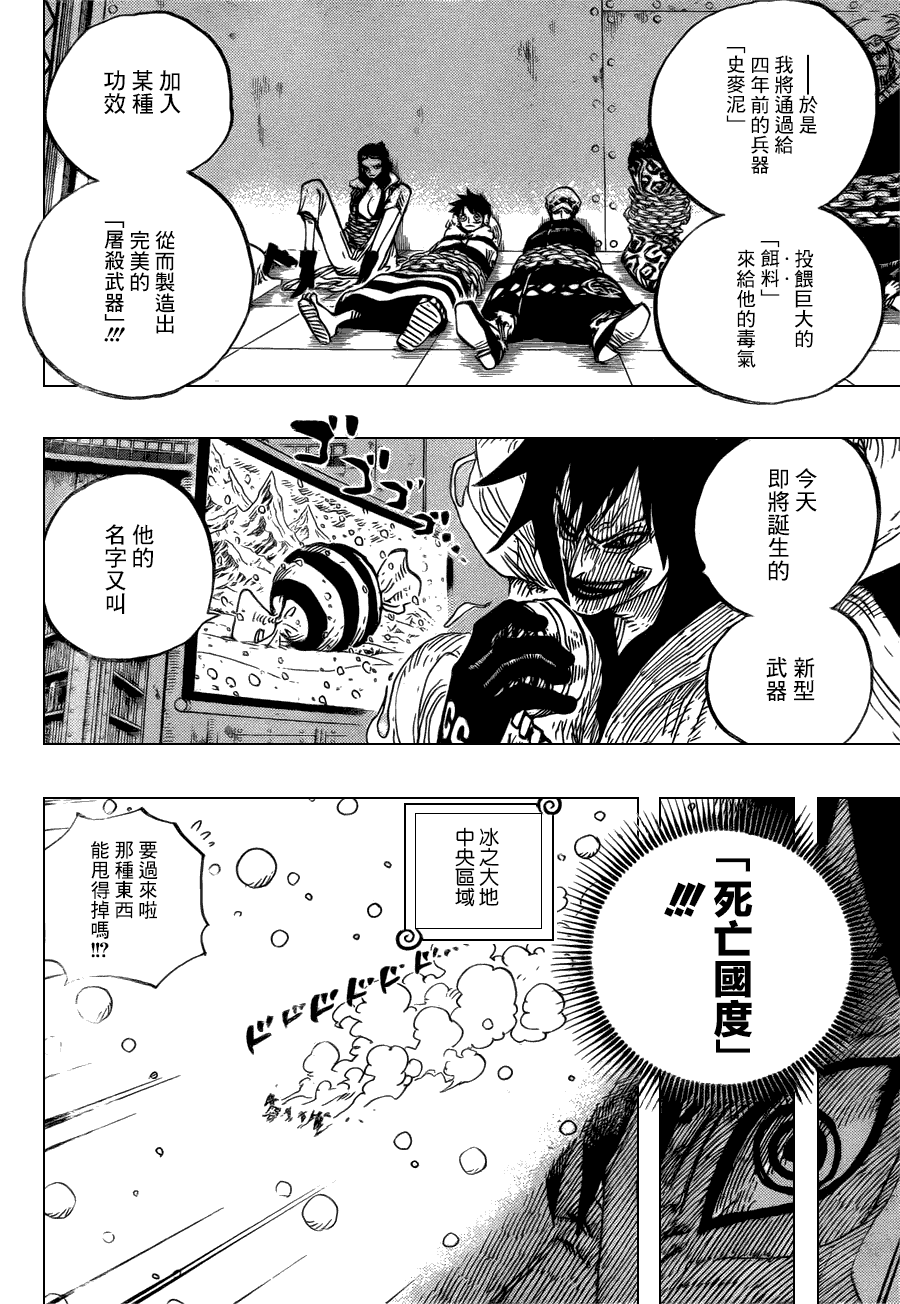 ──於是
我將通過給
四年前的兵器
「史麥泥」
投餵巨大的
「餌料」
來給他的毒氣
加入
某種
功效
從而製造出
完美的
「屠殺武器」!!!
今天
即將誕生的
新型
武器
ゴゴゴゴ
他的
名字又叫
「死亡國度」
!!!
冰之大地
中央區域
ドドドドドド
要過來啦
那種東西
能甩得掉嗎!!!?